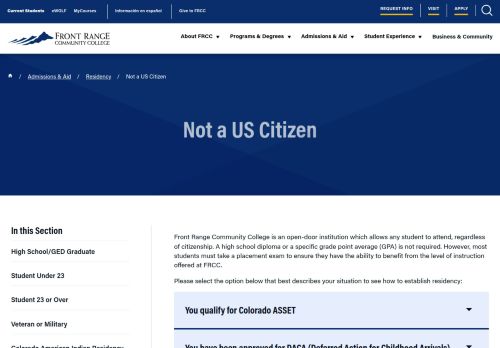 Current Students eWOLF MyCourses Información en español Give to FRCC REQUEST INFO VISIT APPLY
FRONT RANGE
COMMUNITY COLLEGE
About FRCC Programs & Degrees Admissions & Aid Student Experience Business & Community
/ Admissions & Aid / Residency / Not a US Citizen
Not a US Citizen
In this Section
High School/GED Graduate
Student Under 23
Student 23 or Over
Veteran or Military
Colorado American Indian Residency
Front Range Community College is an open-door institution which allows any student to attend, regardless
of citizenship. A high school diploma or a specific grade point average (GPA) is not required. However, most
students must take a placement exam to ensure they have the ability to benefit from the level of instruction
offered at FRCC.
Please select the option below that best describes your situation to see how to establish residency:
You qualify for Colorado ASSET
You have been approved for DACA (Deferred Action for Childhood Arrivals)